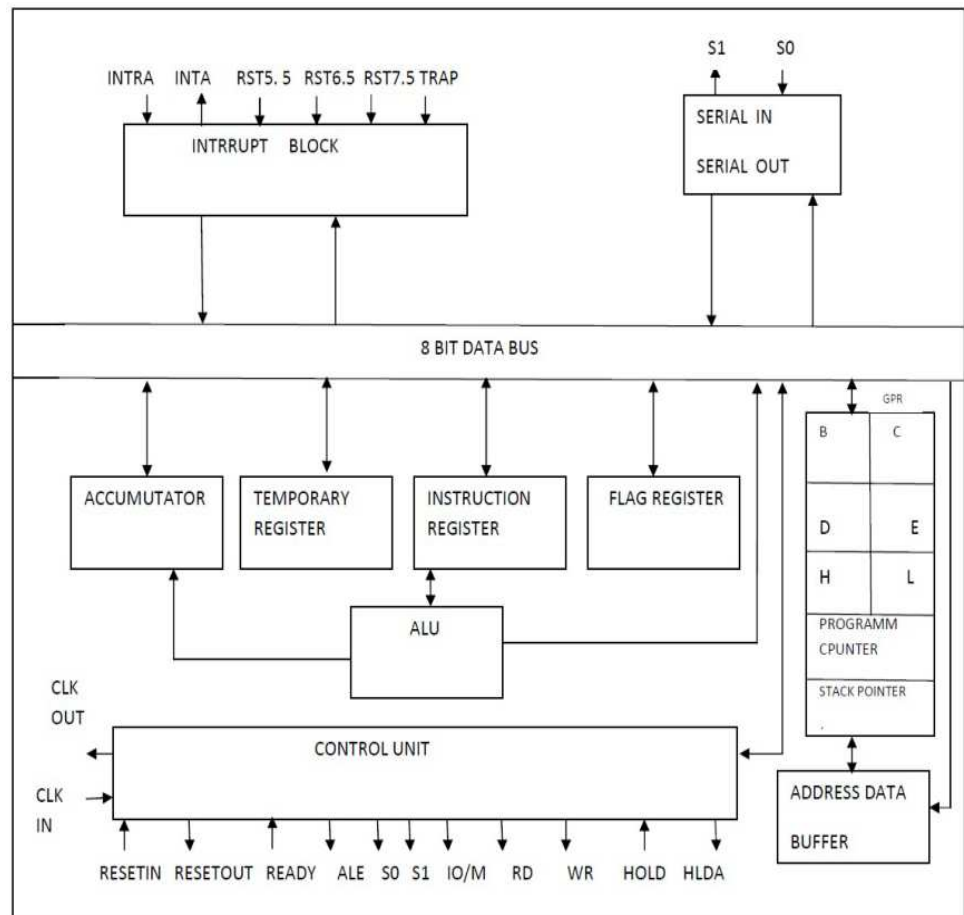 S1 S0
INTRA INTA RST5. 5 RST6.5 RST7.5 TRAP
INTRRUPT BLOCK
SERIAL IN
SERIAL OUT
8 BIT DATA BUS
GPR
B C
ACCUMUTATOR
TEMPORARY
REGISTER
INSTRUCTION
REGISTER
FLAG REGISTER
D E
H L
ALU
PROGRAMM
CPUNTER
STACK POINTER
.
CLK
OUT
CONTROL UNIT
CLK
IN
ADDRESS DATA
BUFFER
RESETIN RESETOUT READY ALE S0 S1 IO/M RD WR HOLD HLDA